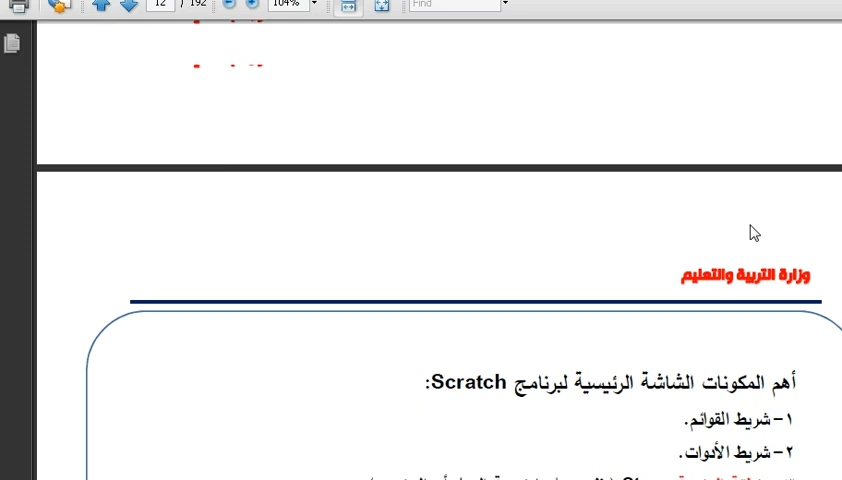 12 / 192 104% Find
وزارة التربية والتعليم
أهم المكونات الشاشة الرئيسية لبرنامج Scratch:
١- شريط القوائم.
٢- شريط الأدوات.